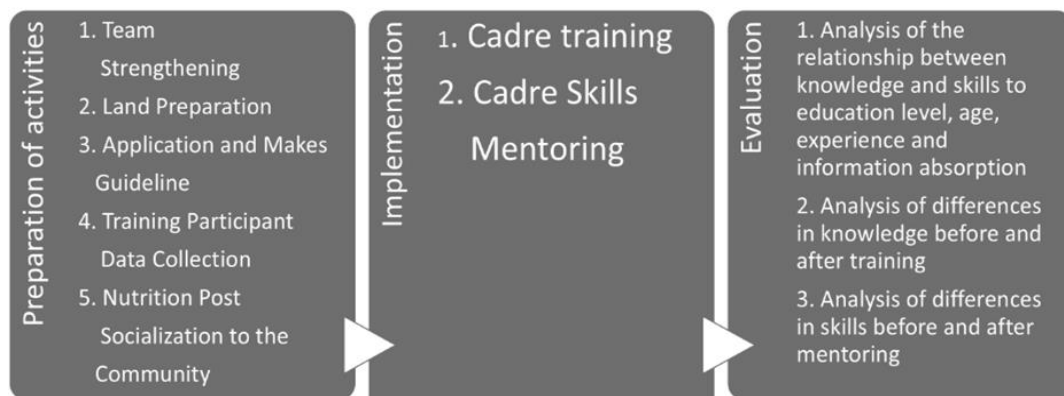 Preparation of activities
1. Team
Strengthening
2. Land Preparation
3. Application and Makes
Guideline
4. Training Participant
Data Collection
5. Nutrition Post
Socialization to the
Community
Implementation
1. Cadre training
2. Cadre Skills
Mentoring
Evaluation
1. Analysis of the
relationship between
knowledge and skills to
education level, age,
experience and
information absorption
2. Analysis of differences
in knowledge before and
after training
3. Analysis of differences
in skills before and after
mentoring